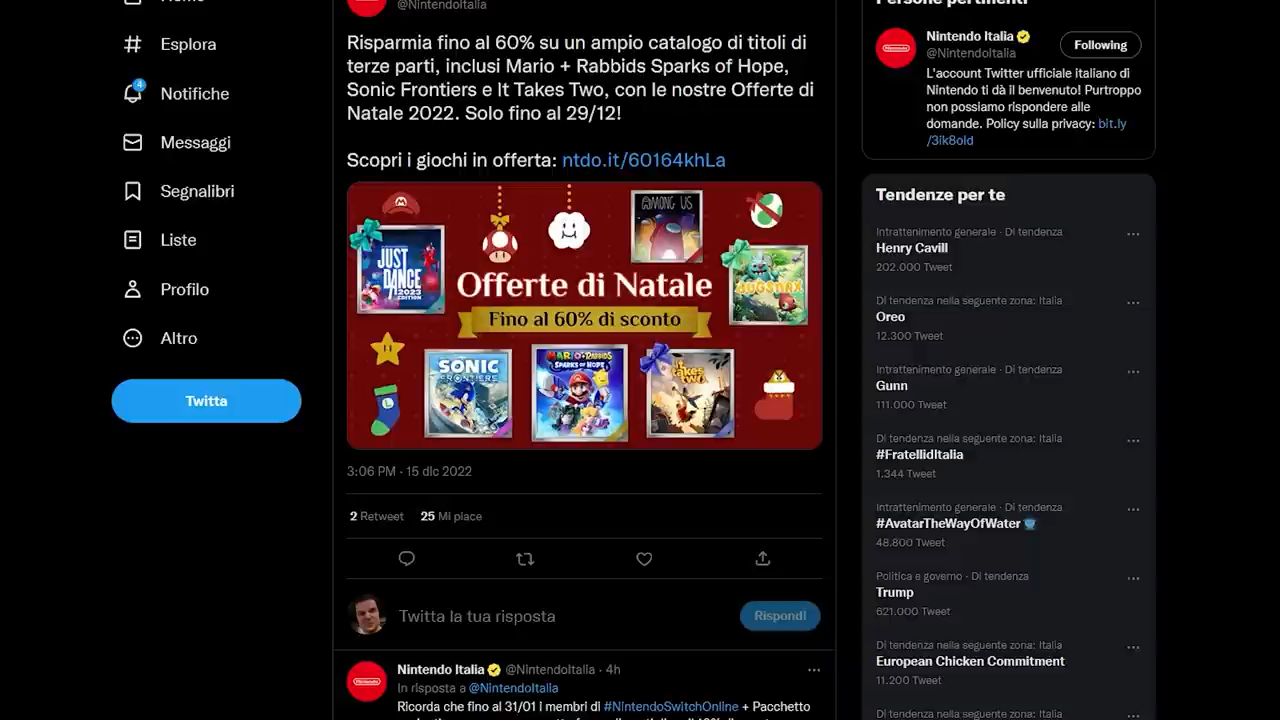 Esplora
4
Notifiche
Messaggi
Segnalibri
Liste
Profilo
Altro
Twitta
@NintendoItalia
Risparmia fino al 60% su un ampio catalogo di titoli di
terze parti, inclusi Mario + Rabbids Sparks of Hope,
Sonic Frontiers e It Takes Two, con le nostre Offerte di
Natale 2022. Solo fino al 29/12!
Scopri i giochi in offerta: ntdo.it/60164khLa
AMONG US
JUST
DANCE
2023
EDITION
BUGSNAX
Offerte di Natale
Fino al 60% di sconto
SONIC
FRONTIERS
MARIO+RABBIDS
SPARKS OF HOPE
it
takes
two
L
3:06 PM · 15 dic 2022
2 Retweet 25 Mi piace
Twitta la tua risposta
Rispondi
Nintendo Italia @NintendoItalia · 4h
In risposta a @NintendoItalia
Ricorda che fino al 31/01 i membri di #NintendoSwitchOnline + Pacchetto
Persone pertinenti
Nintendo Italia
@NintendoItalia
Following
L'account Twitter ufficiale italiano di
Nintendo ti dà il benvenuto! Purtroppo
non possiamo rispondere alle
domande. Policy sulla privacy: bit.ly
/3ik8old
Tendenze per te
Intrattenimento generale · Di tendenza
Henry Cavill
202.000 Tweet
Di tendenza nella seguente zona: Italia
Oreo
12.300 Tweet
Intrattenimento generale · Di tendenza
Gunn
111.000 Tweet
Di tendenza nella seguente zona: Italia
#FratellidItalia
1.344 Tweet
Intrattenimento generale · Di tendenza
#AvatarTheWayOfWater
48.800 Tweet
Politica e governo · Di tendenza
Trump
621.000 Tweet
Di tendenza nella seguente zona: Italia
European Chicken Commitment
11.200 Tweet
Di tendenza nella seguente zona: Italia